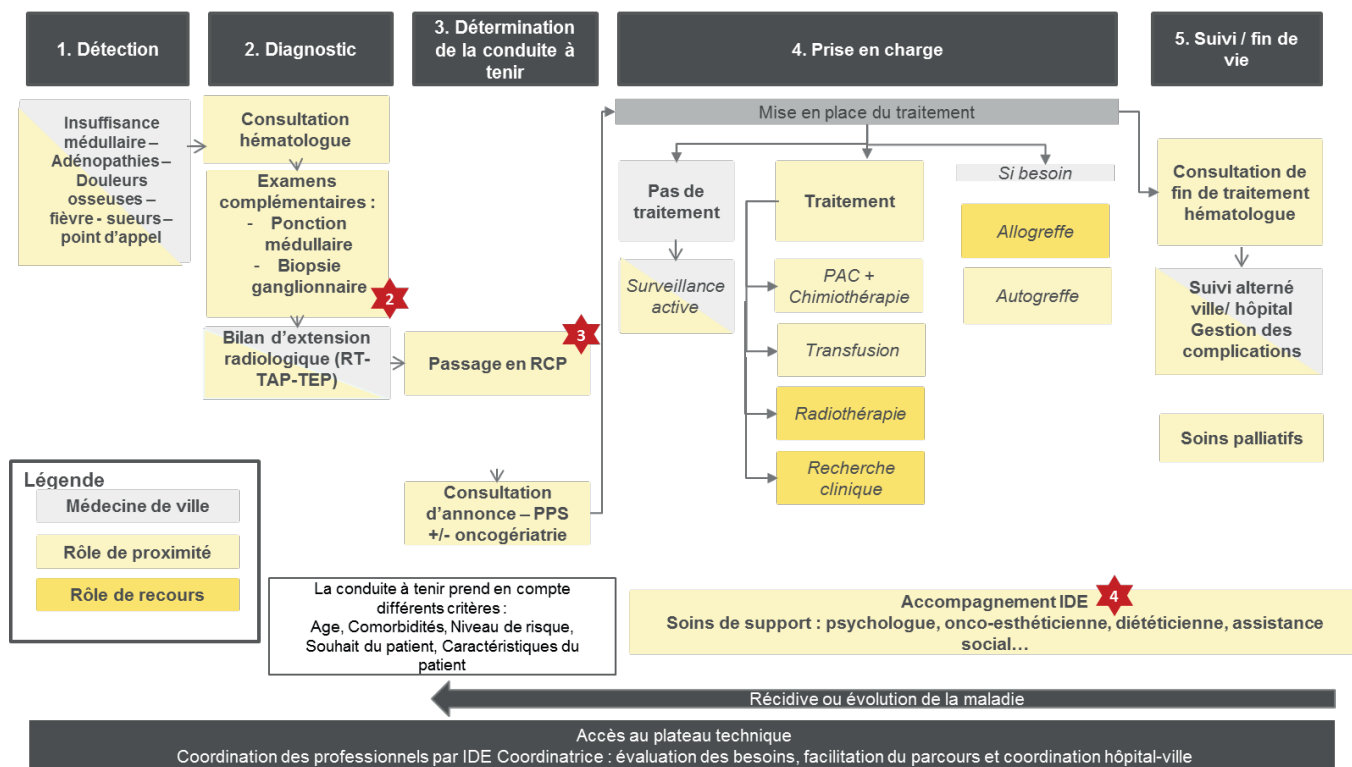 1. Détection
2. Diagnostic
3. Détermination
de la conduite à
tenir
4. Prise en charge
5. Suivi / fin de
vie
Insuffisance
médullaire –
Adénopathies –
Douleurs
osseuses –
fièvre - sueurs –
point d’appel
Consultation
hématologue
Examens
complémentaires :
- Ponction
médullaire
- Biopsie
ganglionnaire
2
Bilan d’extension
radiologique (RT-
TAP-TEP)
3
Passage en RCP
Consultation
d’annonce – PPS
+/- oncogériatrie
Mise en place du traitement
Pas de
traitement
Surveillance
active
Traitement
PAC +
Chimiothérapie
Transfusion
Radiothérapie
Recherche
clinique
Si besoin
Allogreffe
Autogreffe
Consultation de
fin de traitement
hématologue
Suivi alterné
ville/ hôpital
Gestion des
complications
Soins palliatifs
Légende
Médecine de ville
Rôle de proximité
Rôle de recours
La conduite à tenir prend en compte
différents critères :
Age, Comorbidités, Niveau de risque,
Souhait du patient, Caractéristiques du
patient
4
Accompagnement IDE
Soins de support : psychologue, onco-esthéticienne, diététicienne, assistance
social…
Récidive ou évolution de la maladie
Accès au plateau technique
Coordination des professionnels par IDE Coordinatrice : évaluation des besoins, facilitation du parcours et coordination hôpital-ville